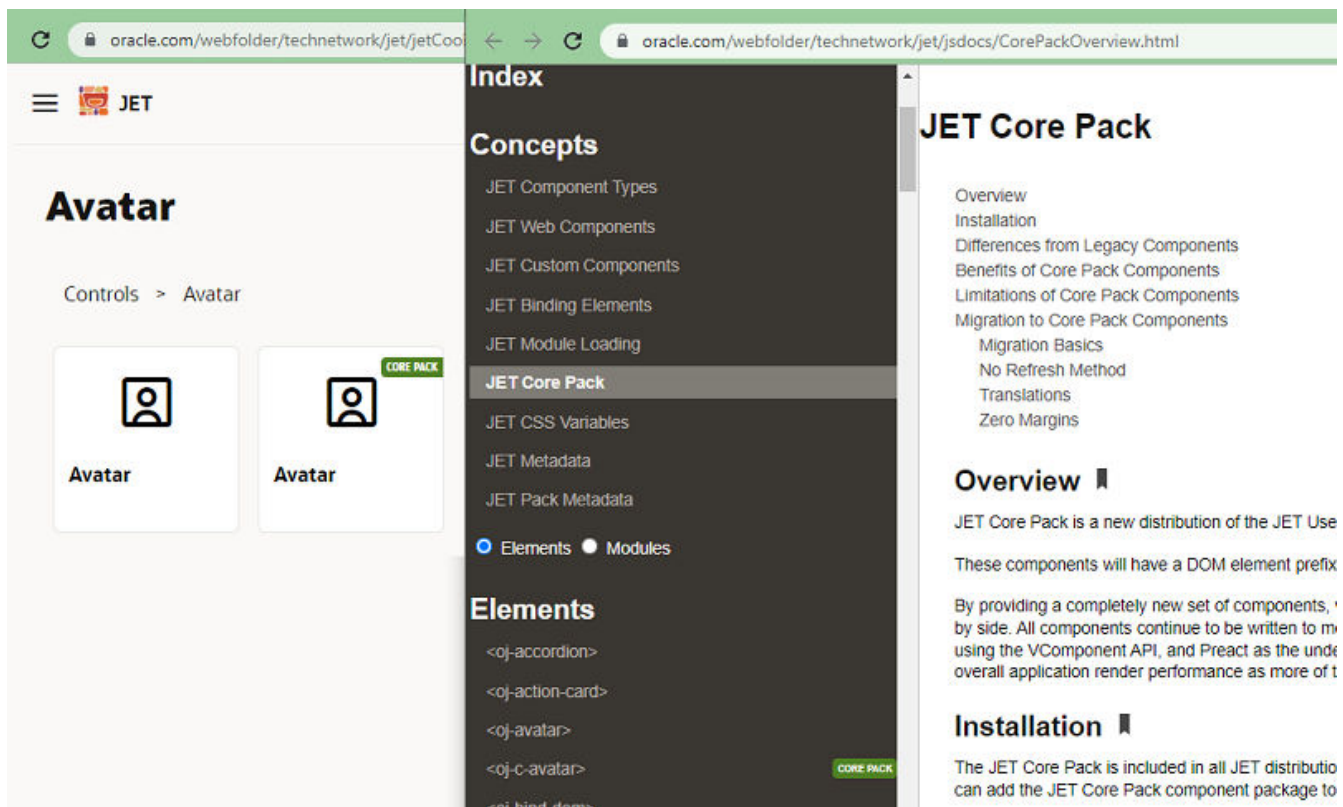 oracle.com/webfolder/technetwork/jet/jetCoo
JET
Avatar
Controls > Avatar
Avatar
CORE PACK
Avatar
oracle.com/webfolder/technetwork/jet/jsdocs/CorePackOverview.html
Index
Concepts
JET Component Types
JET Web Components
JET Custom Components
JET Binding Elements
JET Module Loading
JET Core Pack
JET CSS Variables
JET Metadata
JET Pack Metadata
Elements Modules
Elements
<oj-accordion>
<oj-action-card>
<oj-avatar>
<oj-c-avatar> CORE PACK
JET Core Pack
Overview
Installation
Differences from Legacy Components
Benefits of Core Pack Components
Limitations of Core Pack Components
Migration to Core Pack Components
Migration Basics
No Refresh Method
Translations
Zero Margins
Overview
JET Core Pack is a new distribution of the JET Use
These components will have a DOM element prefix
By providing a completely new set of components,
by side. All components continue to be written to m
using the VComponent API, and Preact as the unde
overall application render performance as more of t
Installation
The JET Core Pack is included in all JET distributio
can add the JET Core Pack component package to